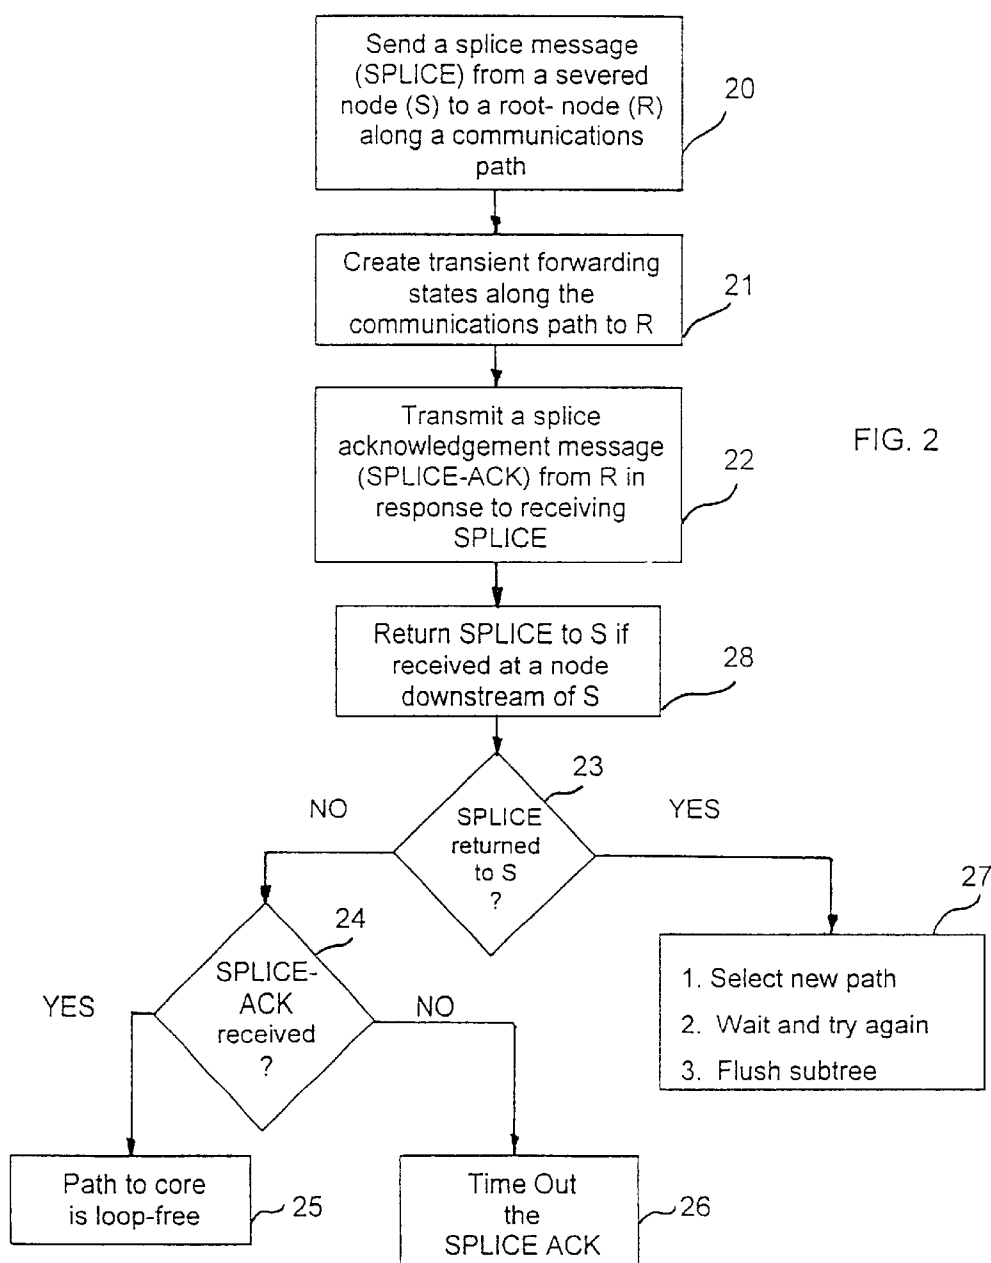 Send a splice message
(SPLICE) from a severed
node (S) to a root- node (R)
along a communications
path
20
Create transient forwarding
states along the
communications path to R
21
Transmit a splice
acknowledgement message
(SPLICE-ACK) from R in
response to receiving
SPLICE
22
FIG. 2
Return SPLICE to S if
received at a node
downstream of S
28
23
NO
SPLICE
returned
to S
?
YES
27
24
SPLICE-
ACK
received
?
YES
NO
1. Select new path
2. Wait and try again
3. Flush subtree
Path to core
is loop-free
25
Time Out
the
SPLICE ACK
26